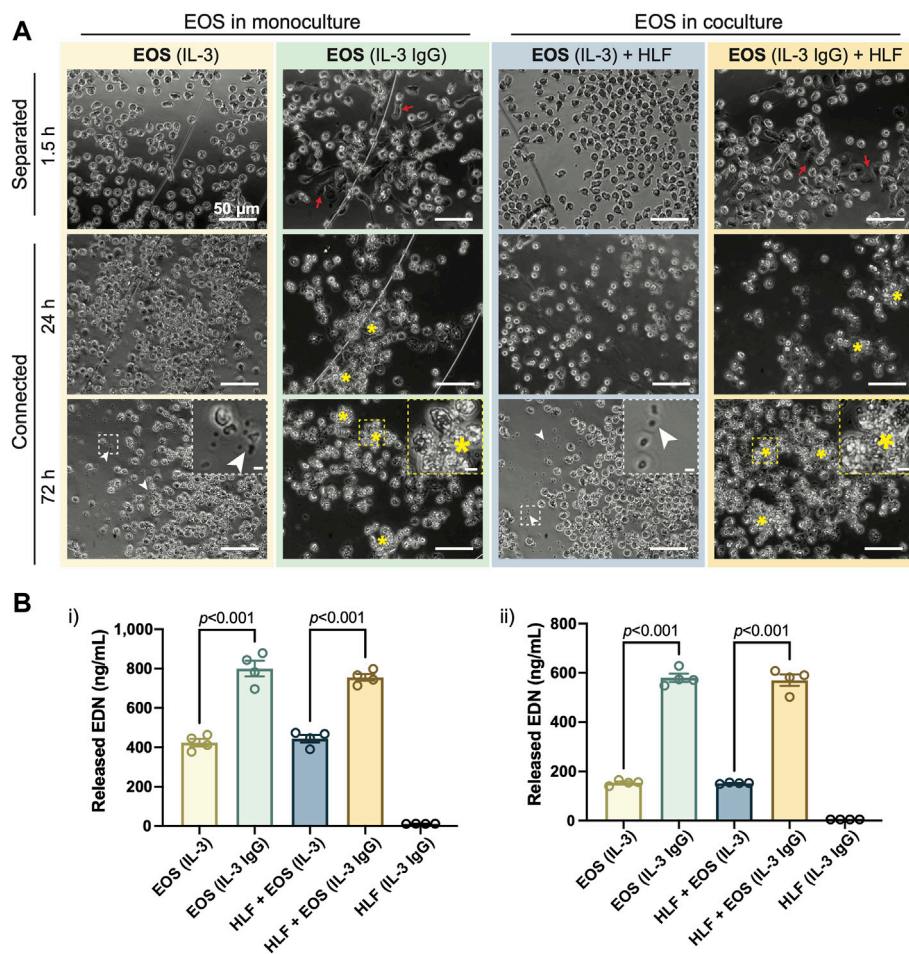 EOS in monoculture
EOS in coculture
A
EOS (IL-3)
EOS (IL-3 IgG)
EOS (IL-3) + HLF
EOS (IL-3 IgG) + HLF
Separated
1.5 h
50 µm
Connected
24 h
*
*
*
*
72 h
*
*
*
*
*
*
*
*
B
i)
Released EDN (ng/mL)
1,000
800
600
400
200
0
p<0.001
p<0.001
EOS (IL-3)
EOS (IL-3 IgG)
HLF + EOS (IL-3)
HLF + EOS (IL-3 IgG)
HLF (IL-3 IgG)
ii)
Released EDN (ng/mL)
800
600
400
200
0
p<0.001
p<0.001
EOS (IL-3)
EOS (IL-3 IgG)
HLF + EOS (IL-3)
HLF + EOS (IL-3 IgG)
HLF (IL-3 IgG)